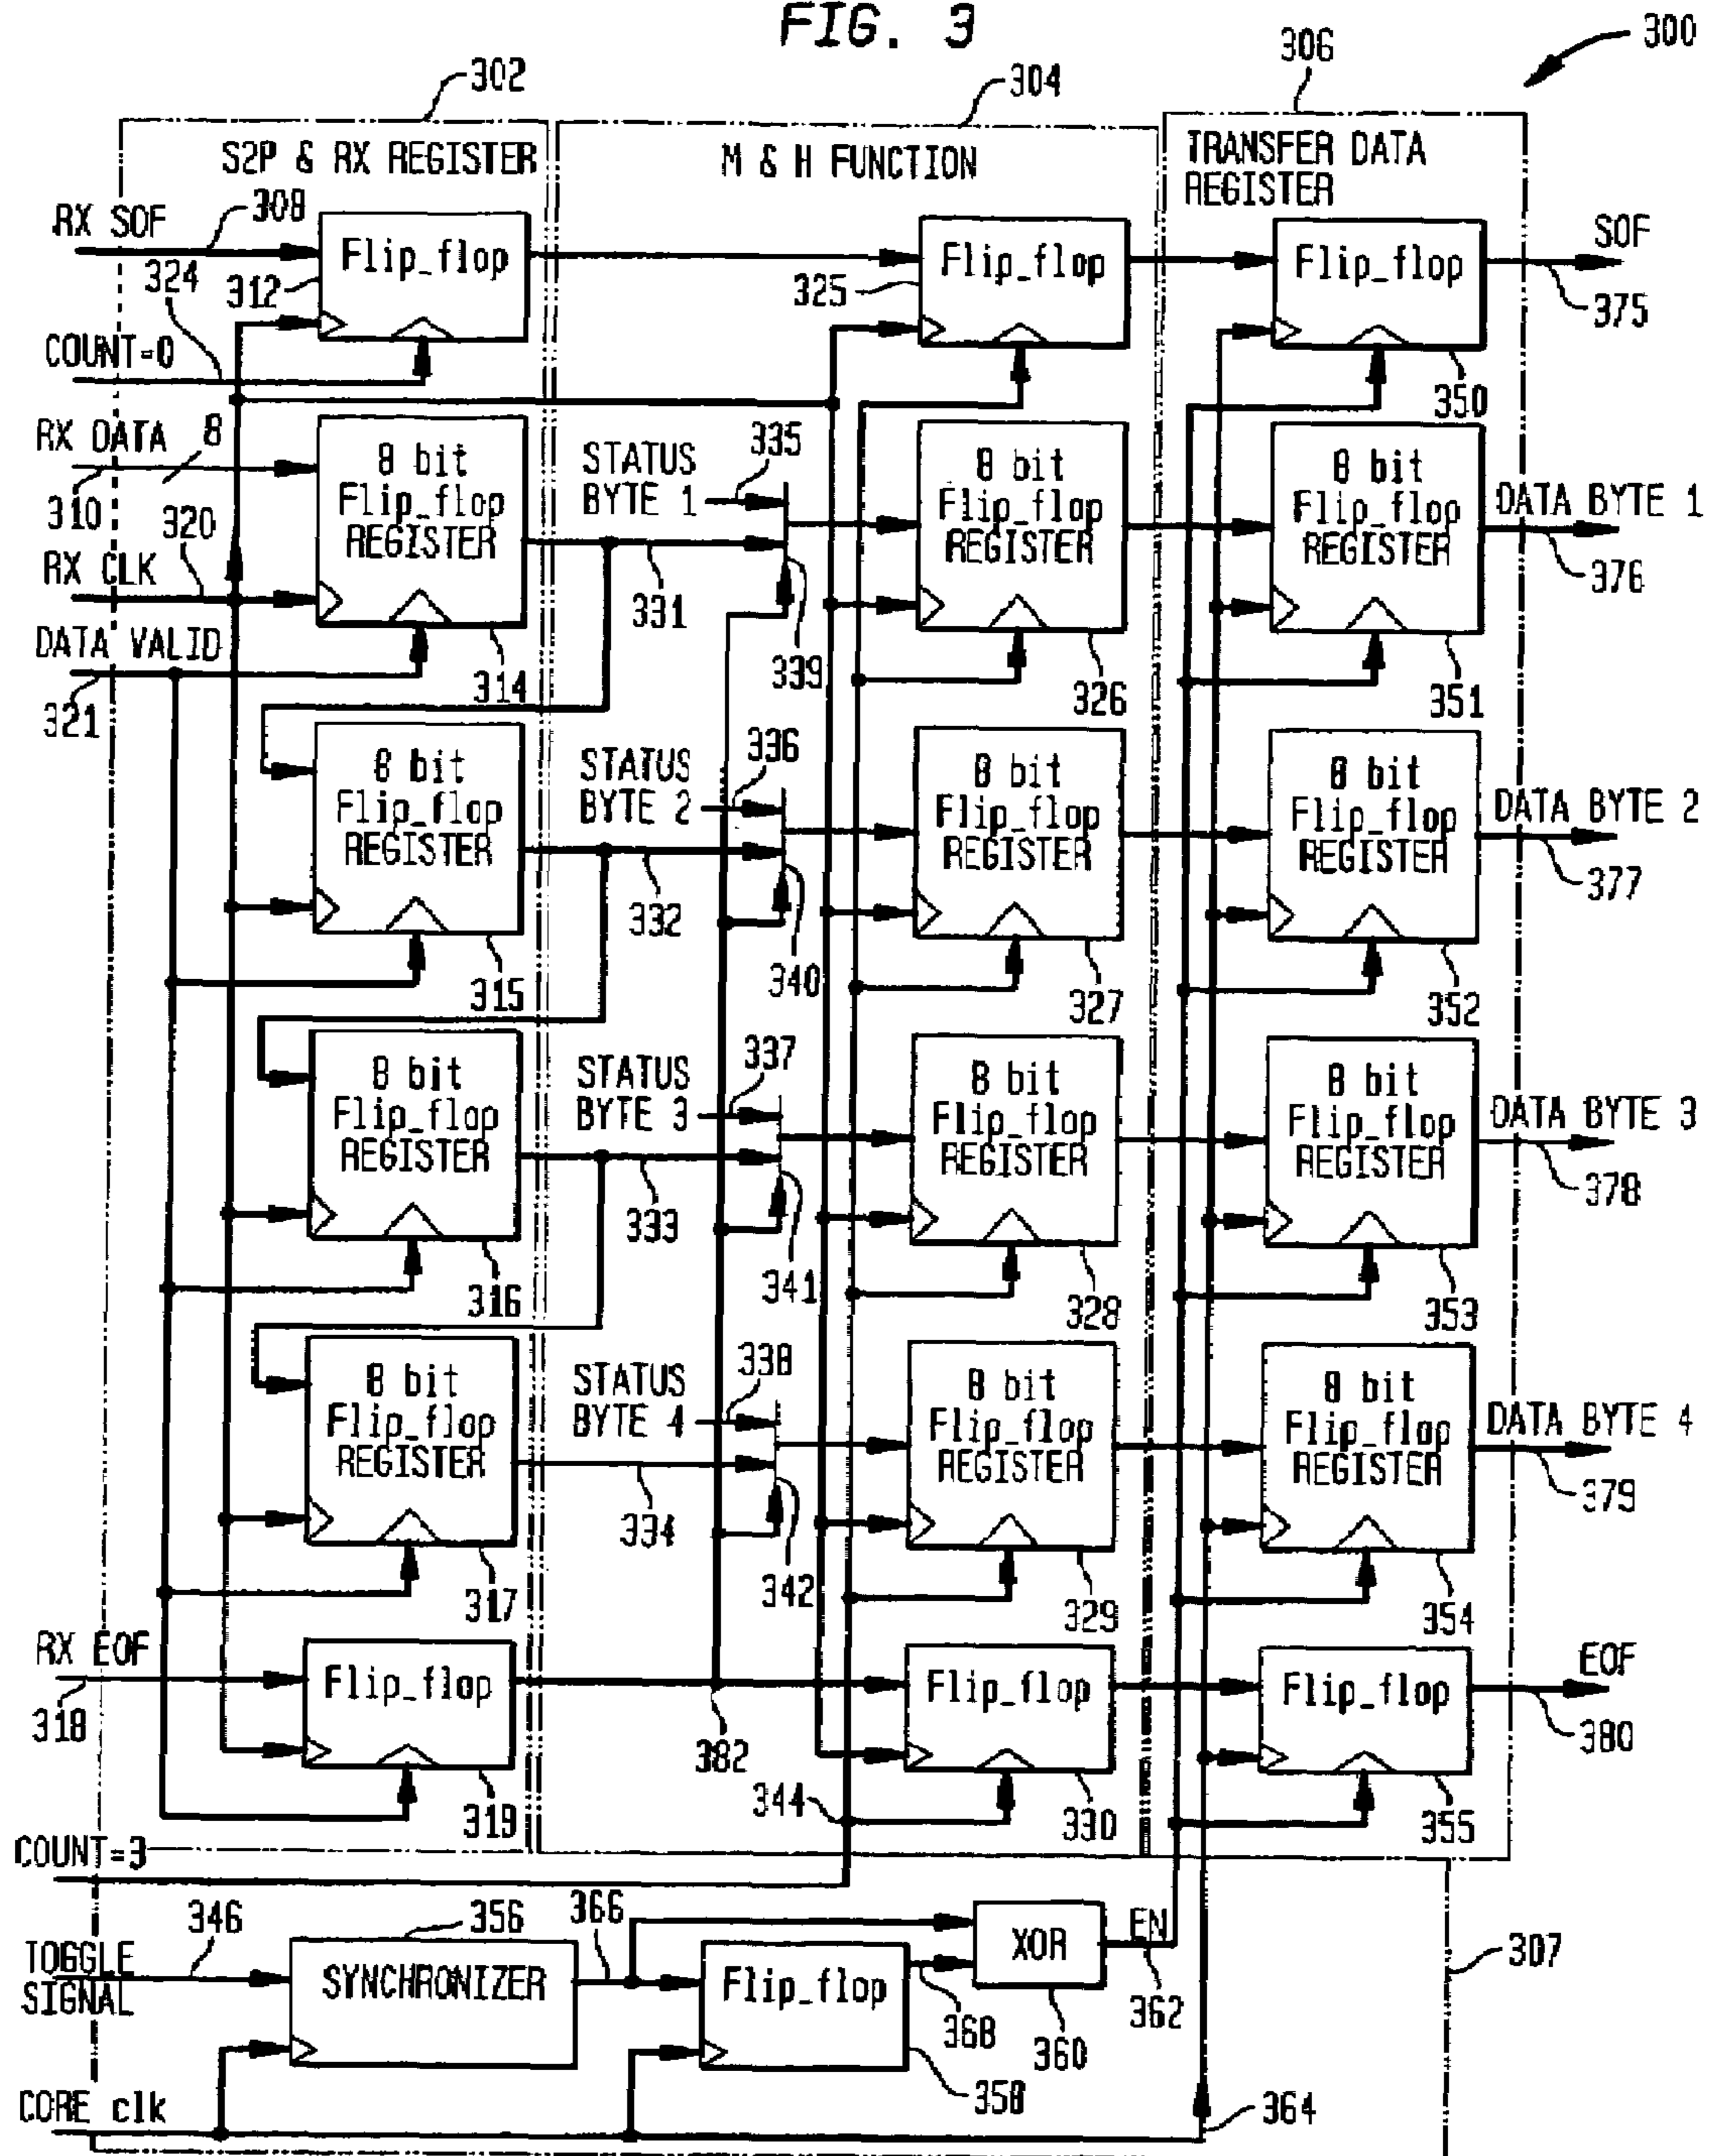 FIG. 3
300
302
304
306
S2P & RX REGISTER
M & H FUNCTION
TRANSFER DATA
REGISTER
RX SOF
308
Flip_flop
312
Flip_flop
325
Flip_flop
SOF
375
350
324
COUNT=0
RX DATA
8
310
320
RX CLK
DATA VALID
321
8 bit
Flip_flop
REGISTER
314
STATUS
BYTE 1
335
331
339
8 bit
Flip_flop
REGISTER
326
8 bit
Flip_flop
REGISTER
351
DATA BYTE 1
376
8 bit
Flip_flop
REGISTER
315
STATUS
BYTE 2
336
332
340
8 bit
Flip_flop
REGISTER
327
8 bit
Flip_flop
REGISTER
352
DATA BYTE 2
377
8 bit
Flip_flop
REGISTER
316
STATUS
BYTE 3
337
333
341
8 bit
Flip_flop
REGISTER
328
8 bit
Flip_flop
REGISTER
353
DATA BYTE 3
378
8 bit
Flip_flop
REGISTER
317
STATUS
BYTE 4
338
334
342
8 bit
Flip_flop
REGISTER
329
8 bit
Flip_flop
REGISTER
354
DATA BYTE 4
379
RX EOF
318
Flip_flop
319
382
344
Flip_flop
330
Flip_flop
355
EOF
380
COUNT=3
346
TOGGLE
SIGNAL
356
SYNCHRONIZER
366
Flip_flop
358
368
XOR
360
EN
362
307
CORE clk
364